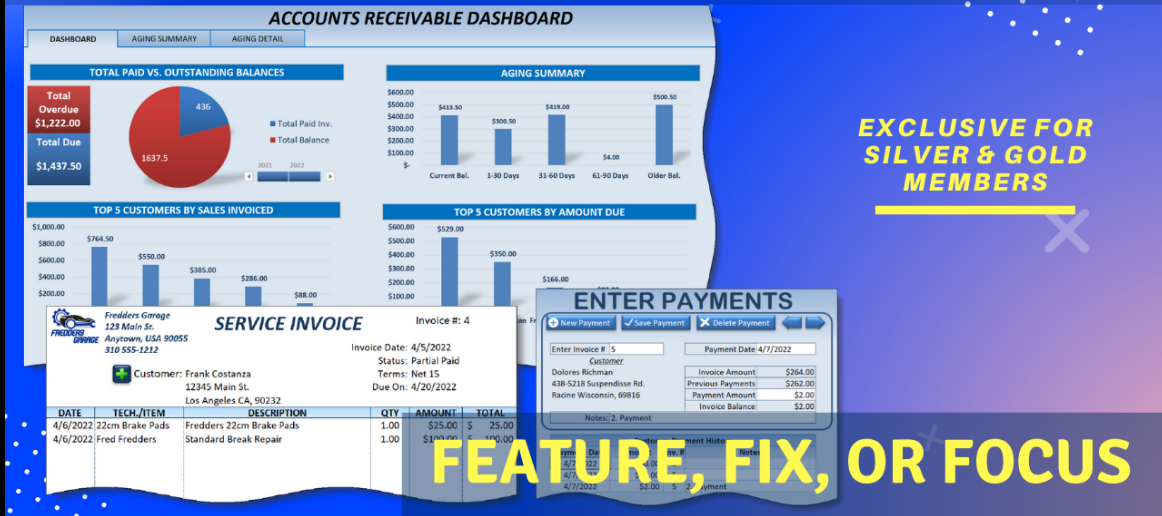 ACCOUNTS RECEIVABLE DASHBOARD
DASHBOARD AGING SUMMARY AGING DETAIL
TOTAL PAID VS. OUTSTANDING BALANCES
Total
Overdue
$1,222.00
Total Due
$1,437.50
436
1637.5
Total Paid Inv.
Total Balance
2021 2022
AGING SUMMARY
$600.00
$500.00
$400.00
$300.00
$200.00
$100.00
$-
$413.50
$300.50
$419.00
$4.00
$500.50
Current Bal. 1-30 Days 31-60 Days 61-90 Days Older Bal.
EXCLUSIVE FOR
SILVER & GOLD
MEMBERS
TOP 5 CUSTOMERS BY SALES INVOICED
$1,000.00
$800.00
$600.00
$400.00
$200.00
$764.50
$550.00
$385.00
$286.00
$88.00
TOP 5 CUSTOMERS BY AMOUNT DUE
$600.00
$500.00
$400.00
$300.00
$200.00
$100.00
$529.00
$350.00
$166.00
FREDDERS
GARAGE
Fredders Garage
123 Main St.
Anytown, USA 90055
310 555-1212
SERVICE INVOICE
Invoice #: 4
Invoice Date: 4/5/2022
Status: Partial Paid
Terms: Net 15
Due On: 4/20/2022
Customer: Frank Costanza
12345 Main St.
Los Angeles CA, 90232
DATE TECH./ITEM DESCRIPTION QTY AMOUNT TOTAL
4/6/2022 22cm Brake Pads Fredders 22cm Brake Pads 1.00 $25.00 $ 25.00
4/6/2022 Fred Fredders Standard Break Repair 1.00 $100.00 $ 100.00
ENTER PAYMENTS
New Payment Save Payment Delete Payment
Enter Invoice # 5
Payment Date 4/7/2022
Customer
Dolores Richman
438-5218 Suspendisse Rd.
Racine Wisconsin, 69816
Invoice Amount $264.00
Previous Payments $262.00
Payment Amount $2.00
Invoice Balance $2.00
Notes: 2. Payment
4/7/2022 $2.00 5
FEATURE, FIX, OR FOCUS